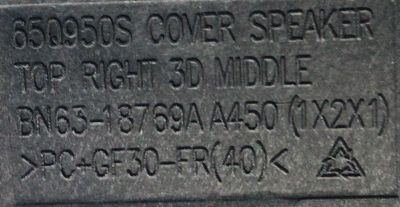 65Q950S COVER SPEAKER
TOP RIGHT 3D MIDDLE
BN63-18769A A450 (1X2X1)
>PC+GF30-FR(40)<